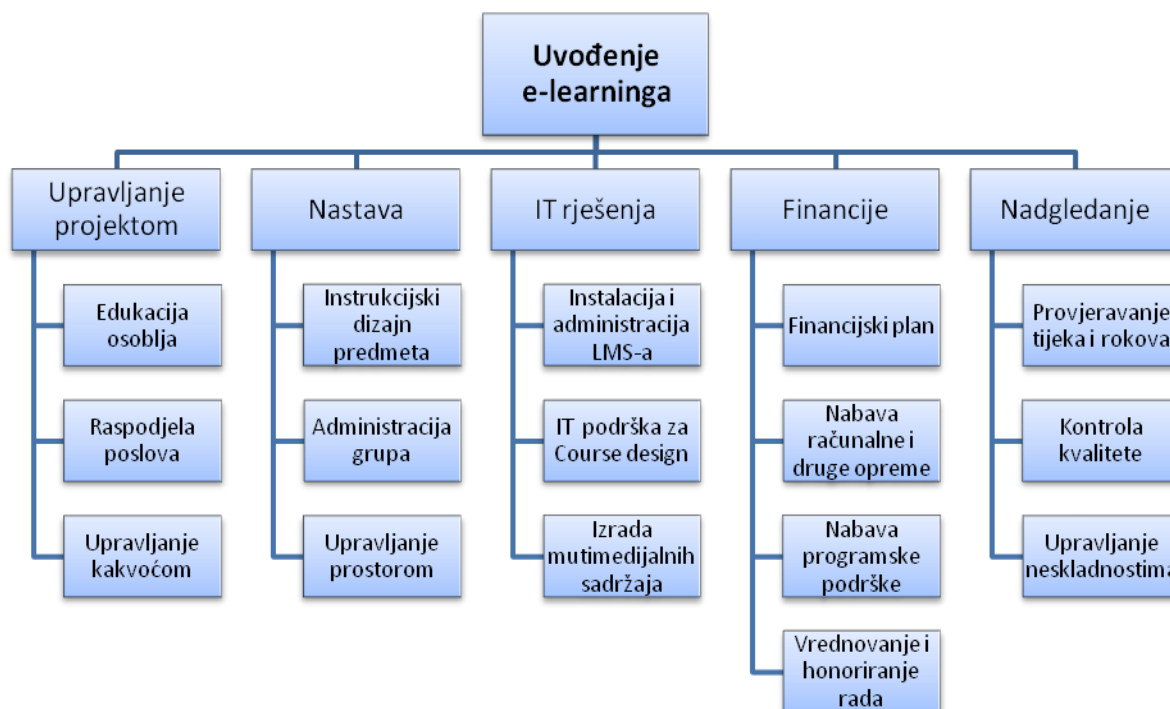 Uvođenje
e-learninga
Upravljanje
projektom
Nastava
IT rješenja
Financije
Nadgledanje
Edukacija
osoblja
Raspodjela
poslova
Upravljanje
kakvoćom
Instrukcijski
dizajn
predmeta
Administracija
grupa
Upravljanje
prostorom
Instalacija i
administracija
LMS-a
IT podrška za
Course design
Izrada
mutimedijalnih
sadržaja
Financijski plan
Nabava
računalne i
druge opreme
Nabava
programske
podrške
Vrednovanje i
honoriranje
rada
Provjeravanje
tijeka i rokova
Kontrola
kvalitete
Upravljanje
neskladnostima